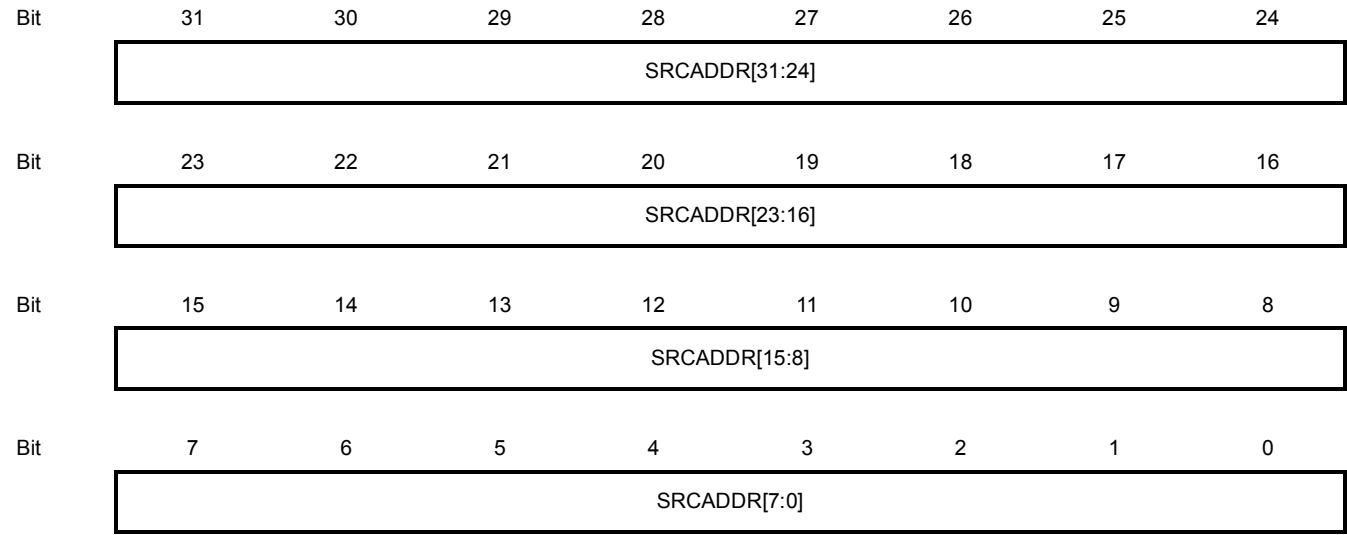 Bit 31 30 29 28 27 26 25 24
SRCADDR[31:24]
Bit 23 22 21 20 19 18 17 16
SRCADDR[23:16]
Bit 15 14 13 12 11 10 9 8
SRCADDR[15:8]
Bit 7 6 5 4 3 2 1 0
SRCADDR[7:0]